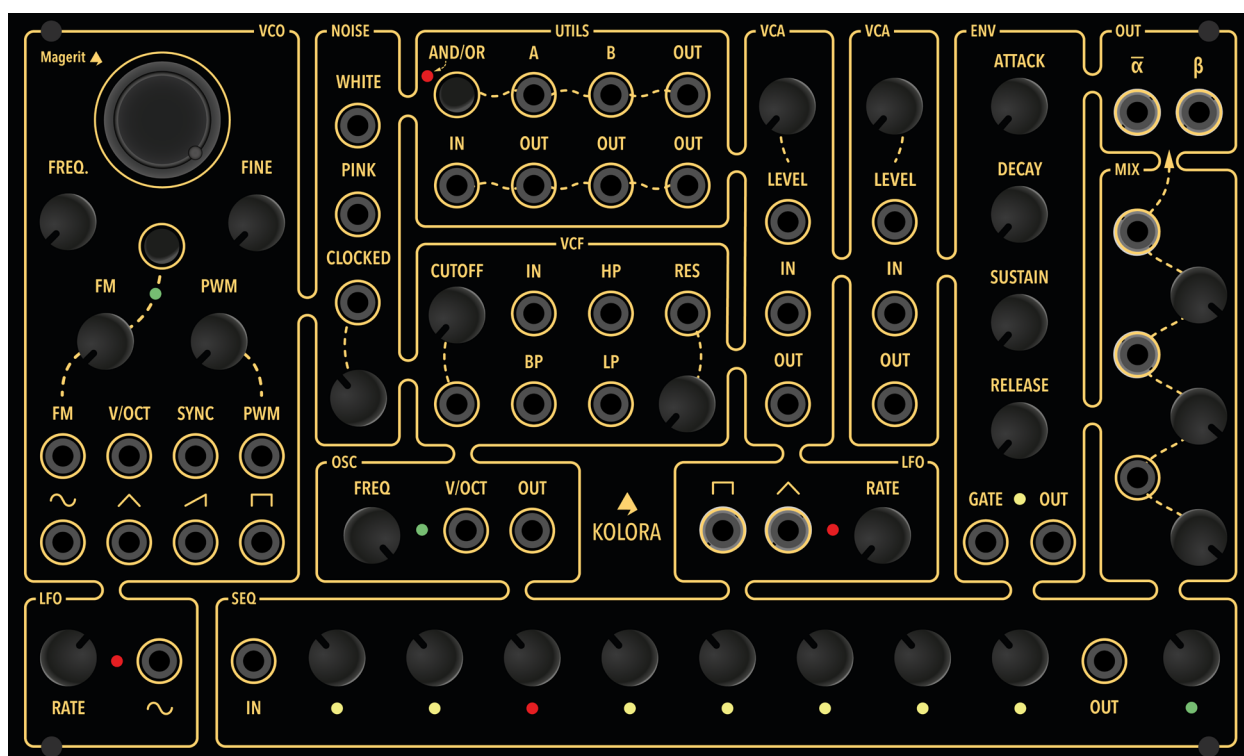 VCO
Magerit
FREQ.
FINE
FM
PWM
FM
V/OCT
SYNC
PWM
NOISE
WHITE
PINK
CLOCKED
UTILS
AND/OR
A
B
OUT
IN
OUT
OUT
OUT
VCF
CUTOFF
IN
HP
RES
BP
LP
VCA
LEVEL
IN
OUT
VCA
LEVEL
IN
OUT
ENV
ATTACK
DECAY
SUSTAIN
RELEASE
GATE
OUT
OUT
α̅
β
MIX
OSC
FREQ
V/OCT
OUT
KOLORA
LFO
RATE
LFO
RATE
SEQ
IN
OUT